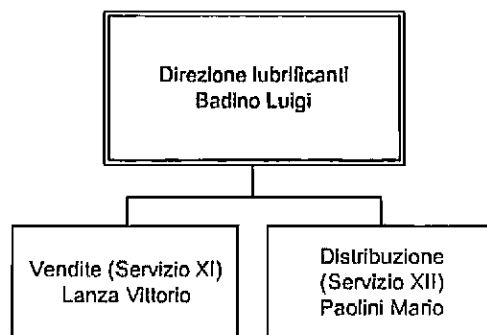 Direzione lubrificanti
Badino Luigi
Vendite (Servizio XI)
Lanza Vittorio
Distribuzione
(Servizio XII)
Paolini Mario